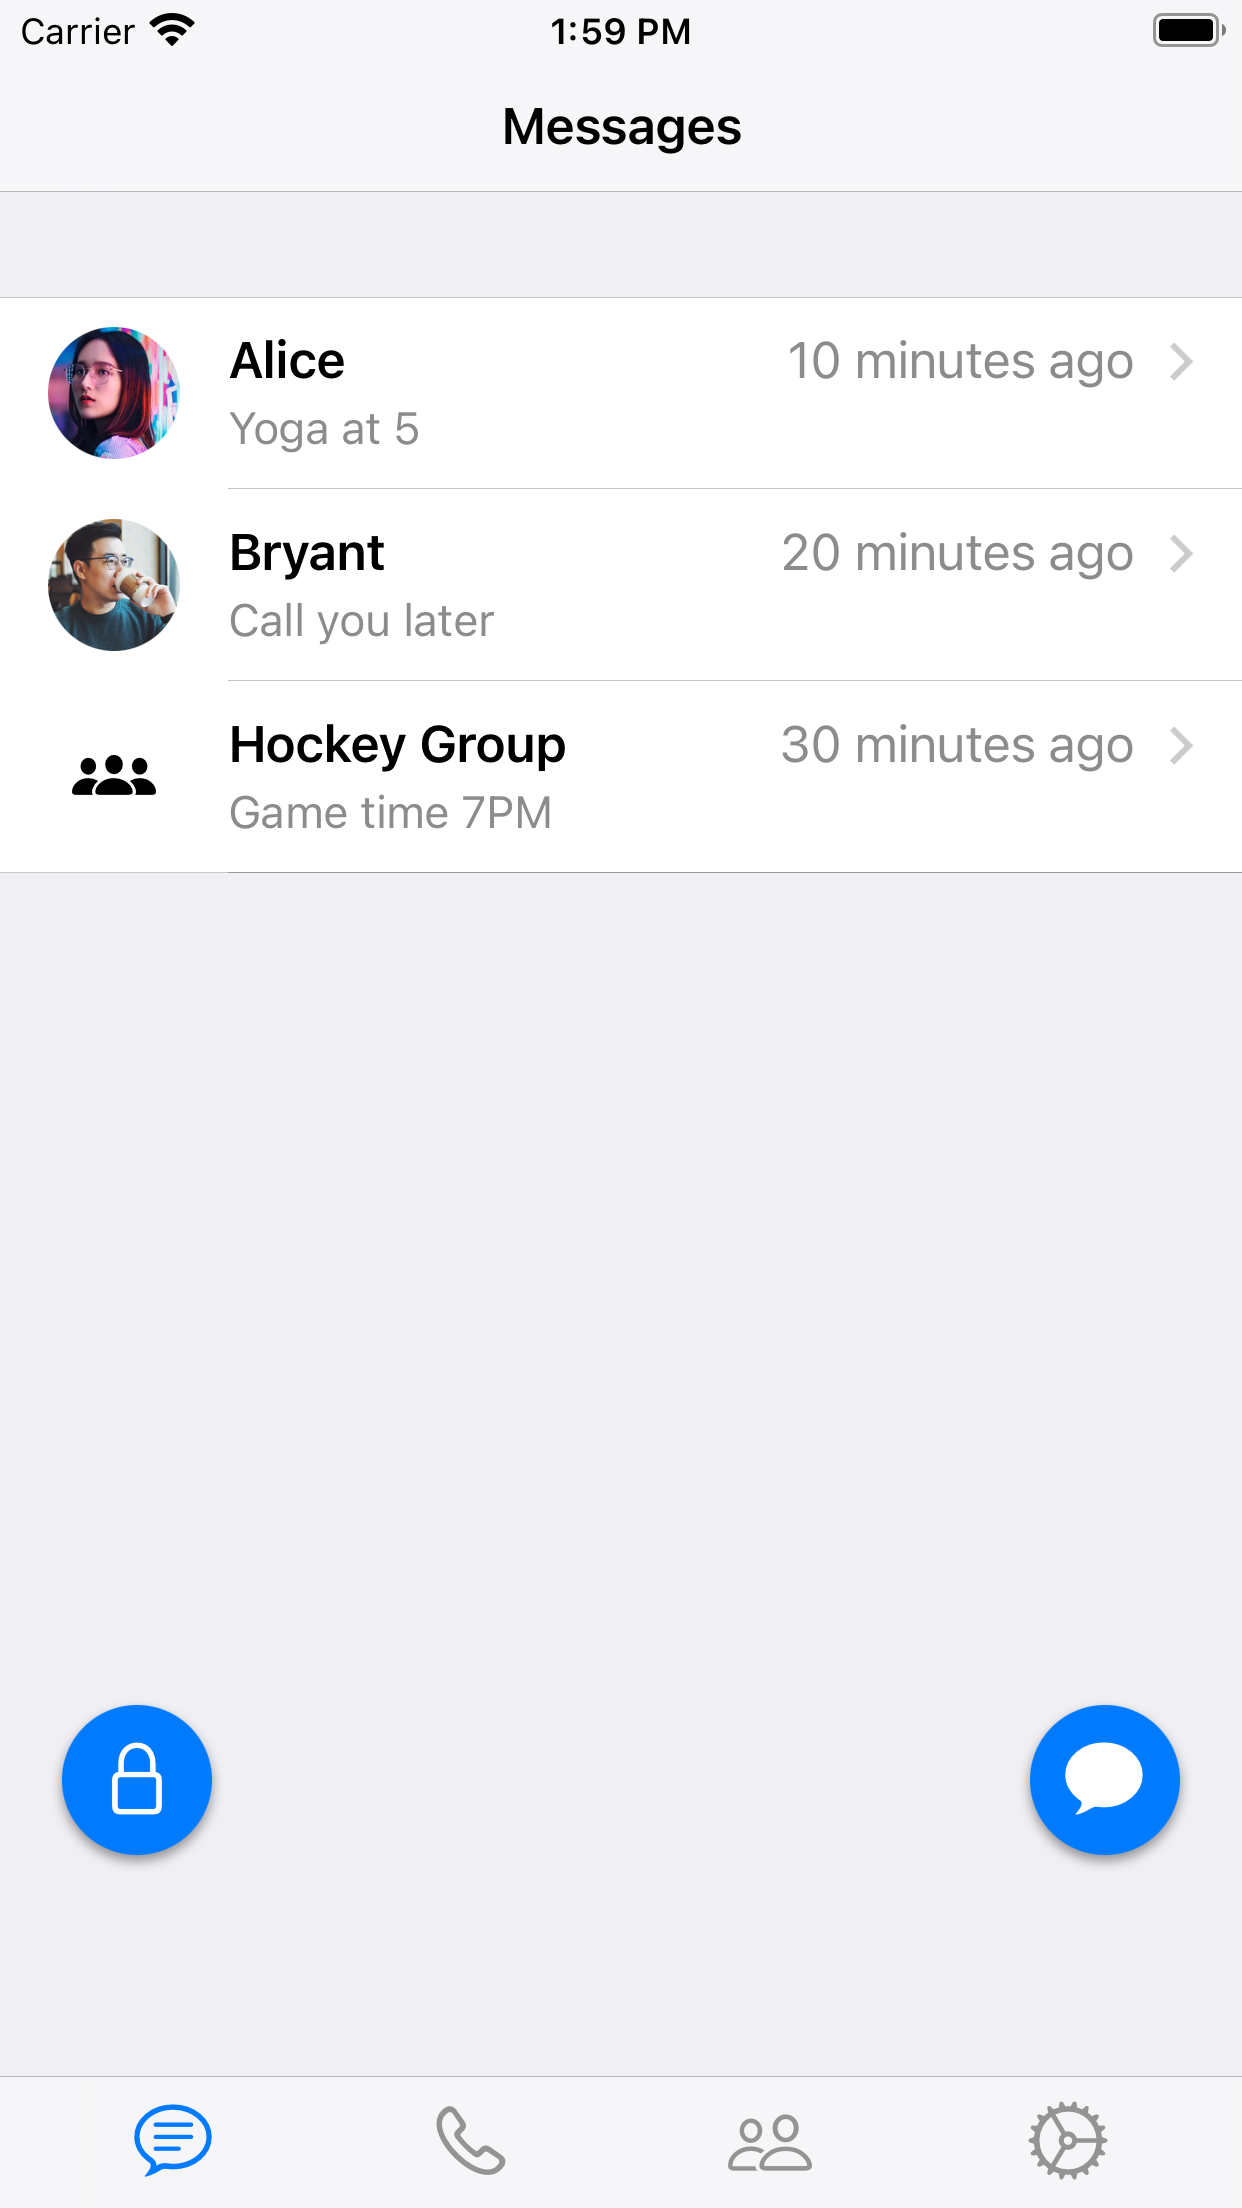 Carrier 1:59 PM
Messages
Alice 10 minutes ago
Yoga at 5
Bryant 20 minutes ago
Call you later
Hockey Group 30 minutes ago
Game time 7PM